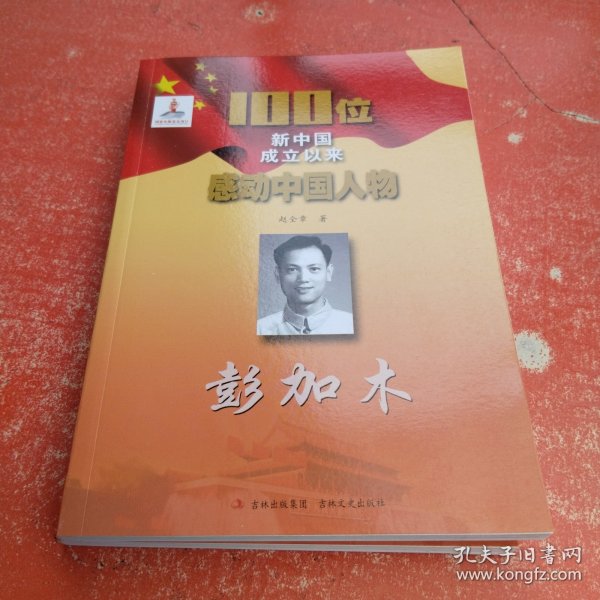 100位
新中国
成立以来
感动中国人物
赵全章 著
彭加木
吉林出版集团 吉林文史出版社
孔夫子旧书网
www.kongfz.com